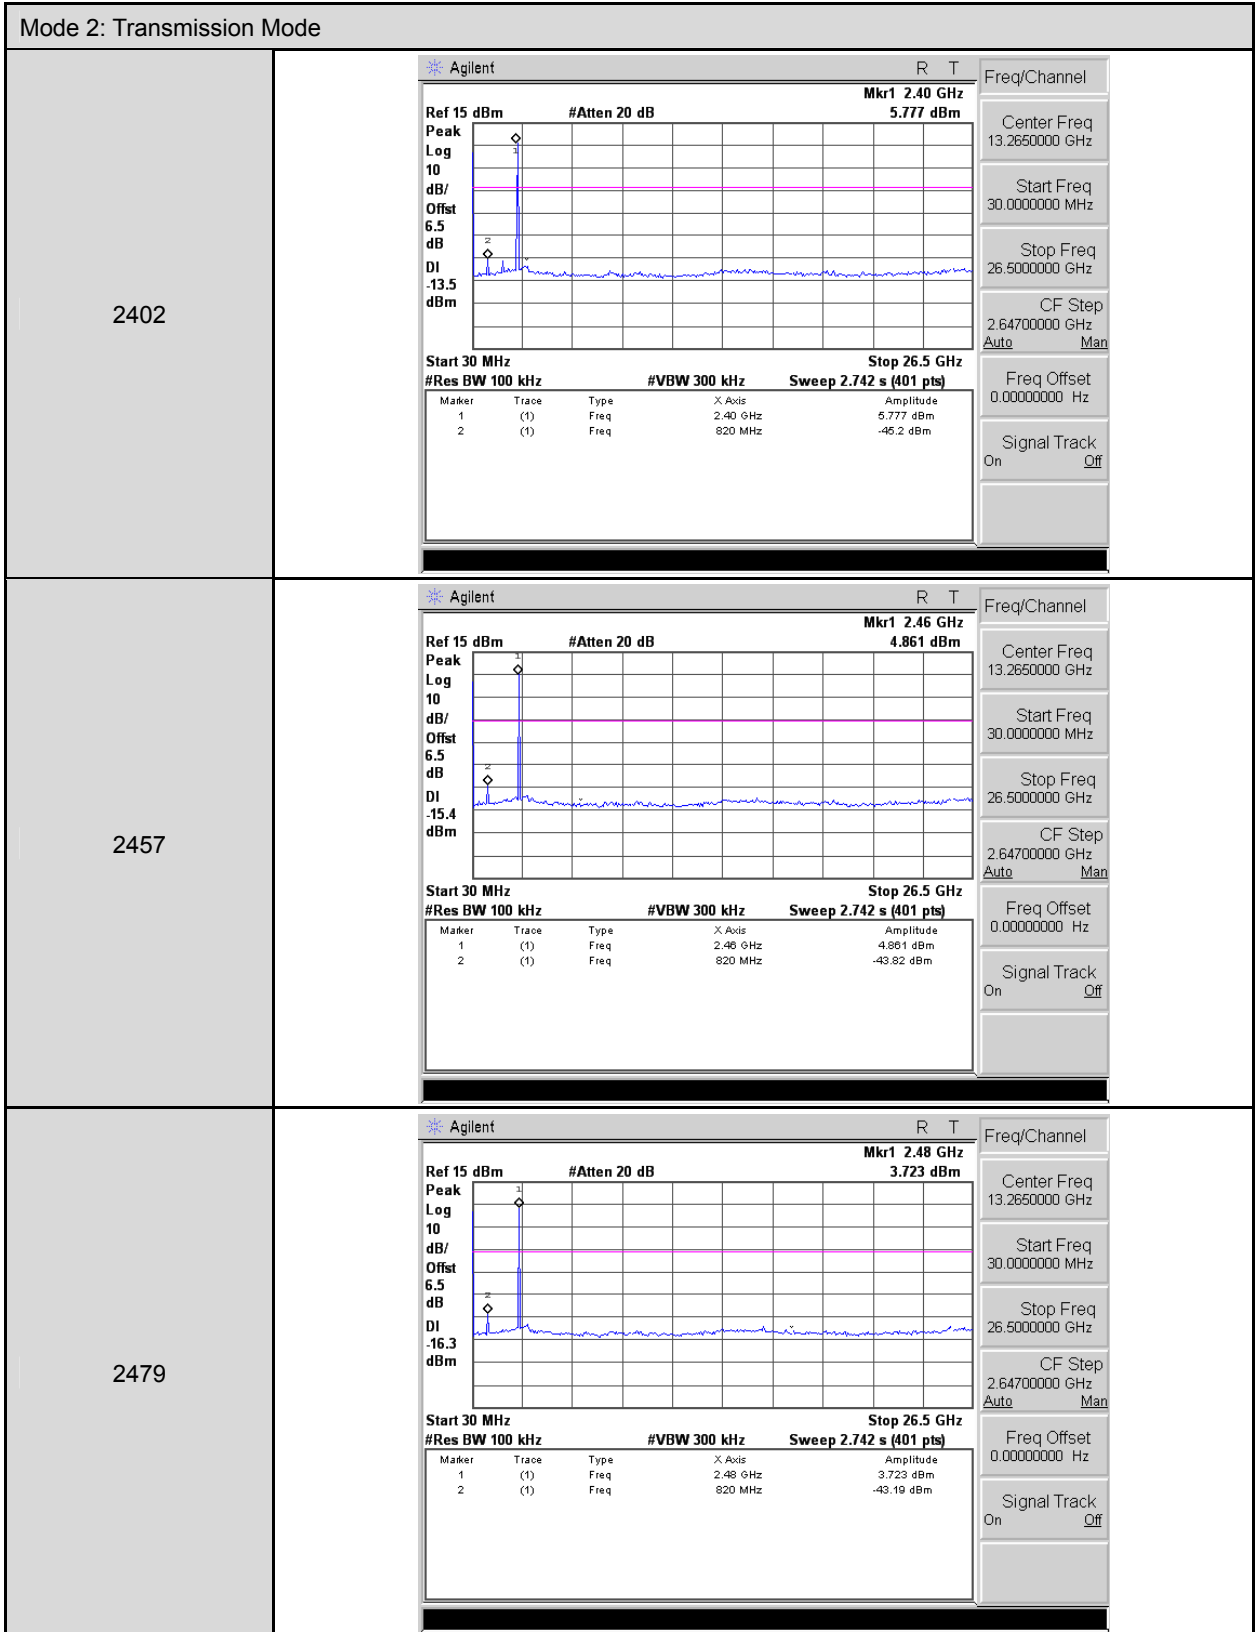 Mode 2: Transmission Mode
2402
Agilent R T
Freq/Channel
Mkr1 2.40 GHz
Ref 15 dBm #Atten 20 dB 5.777 dBm
Peak
Log
10
dB/
Offst
6.5
dB
DI
-13.5
dBm
1
2
Start 30 MHz Stop 26.5 GHz
#Res BW 100 kHz #VBW 300 kHz Sweep 2.742 s (401 pts)
Marker Trace Type X Axis Amplitude
1 (1) Freq 2.40 GHz 5.777 dBm
2 (1) Freq 820 MHz -45.2 dBm
Center Freq
13.2650000 GHz
Start Freq
30.0000000 MHz
Stop Freq
26.5000000 GHz
CF Step
2.64700000 GHz
Auto Man
Freq Offset
0.00000000 Hz
Signal Track
On Off
2457
Agilent R T
Freq/Channel
Mkr1 2.46 GHz
Ref 15 dBm #Atten 20 dB 4.861 dBm
Peak
Log
10
dB/
Offst
6.5
dB
DI
-15.4
dBm
1
2
Start 30 MHz Stop 26.5 GHz
#Res BW 100 kHz #VBW 300 kHz Sweep 2.742 s (401 pts)
Marker Trace Type X Axis Amplitude
1 (1) Freq 2.46 GHz 4.861 dBm
2 (1) Freq 820 MHz -43.82 dBm
Center Freq
13.2650000 GHz
Start Freq
30.0000000 MHz
Stop Freq
26.5000000 GHz
CF Step
2.64700000 GHz
Auto Man
Freq Offset
0.00000000 Hz
Signal Track
On Off
2479
Agilent R T
Freq/Channel
Mkr1 2.48 GHz
Ref 15 dBm #Atten 20 dB 3.723 dBm
Peak
Log
10
dB/
Offst
6.5
dB
DI
-16.3
dBm
1
2
Start 30 MHz Stop 26.5 GHz
#Res BW 100 kHz #VBW 300 kHz Sweep 2.742 s (401 pts)
Marker Trace Type X Axis Amplitude
1 (1) Freq 2.48 GHz 3.723 dBm
2 (1) Freq 820 MHz -43.19 dBm
Center Freq
13.2650000 GHz
Start Freq
30.0000000 MHz
Stop Freq
26.5000000 GHz
CF Step
2.64700000 GHz
Auto Man
Freq Offset
0.00000000 Hz
Signal Track
On Off